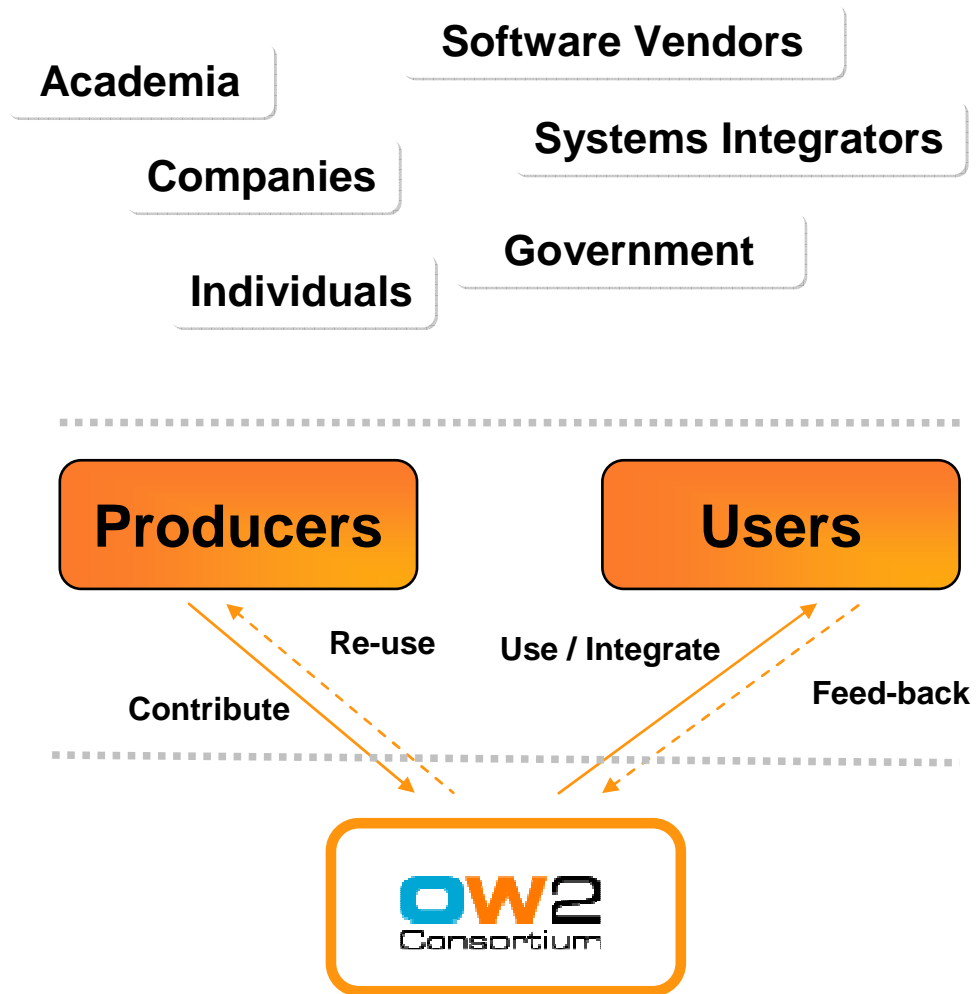 Software Vendors
Academia
Systems Integrators
Companies
Government
Individuals
Producers
Users
Re-use
Use / Integrate
Feed-back
Contribute
OW2
Consortium